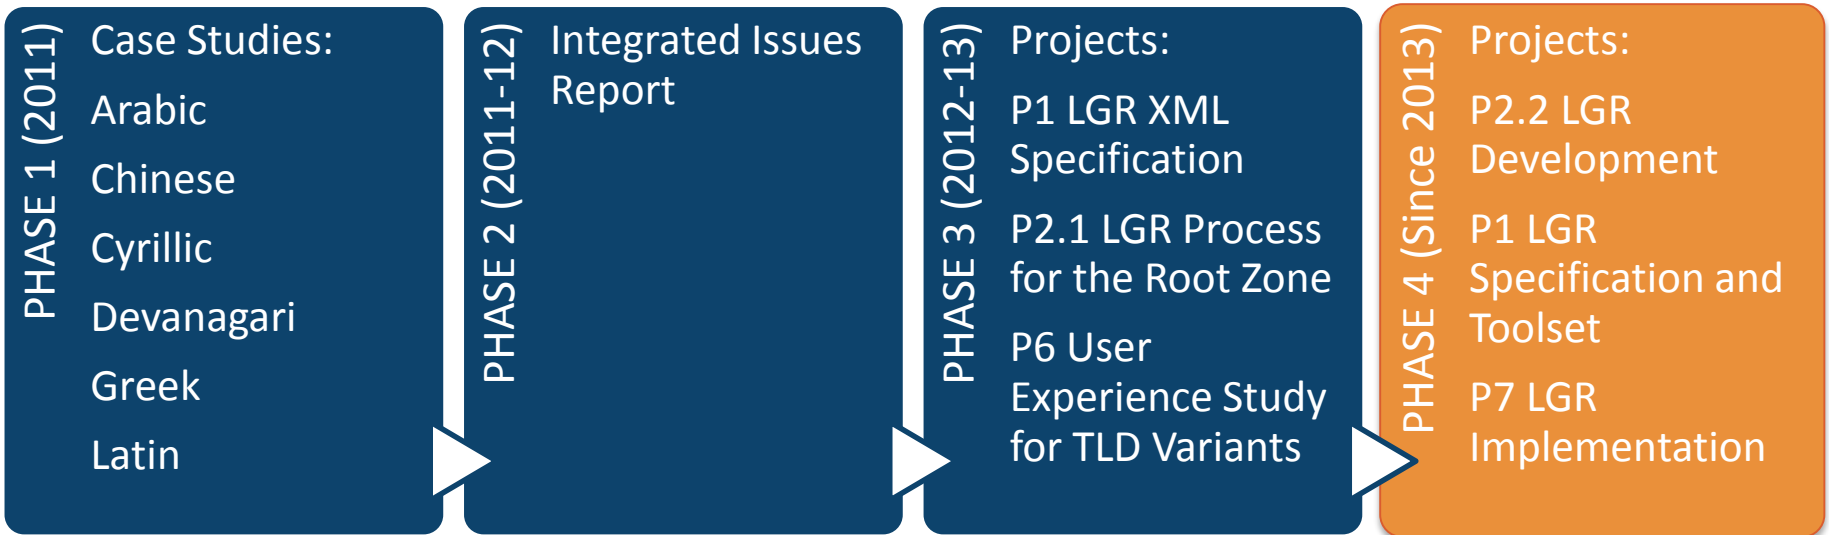 PHASE 1 (2011)
Case Studies:
Arabic
Chinese
Cyrillic
Devanagari
Greek
Latin
PHASE 2 (2011-12)
Integrated Issues
Report
PHASE 3 (2012-13)
Projects:
P1 LGR XML
Specification
P2.1 LGR Process
for the Root Zone
P6 User
Experience Study
for TLD Variants
PHASE 4 (Since 2013)
Projects:
P2.2 LGR
Development
P1 LGR
Specification and
Toolset
P7 LGR
Implementation